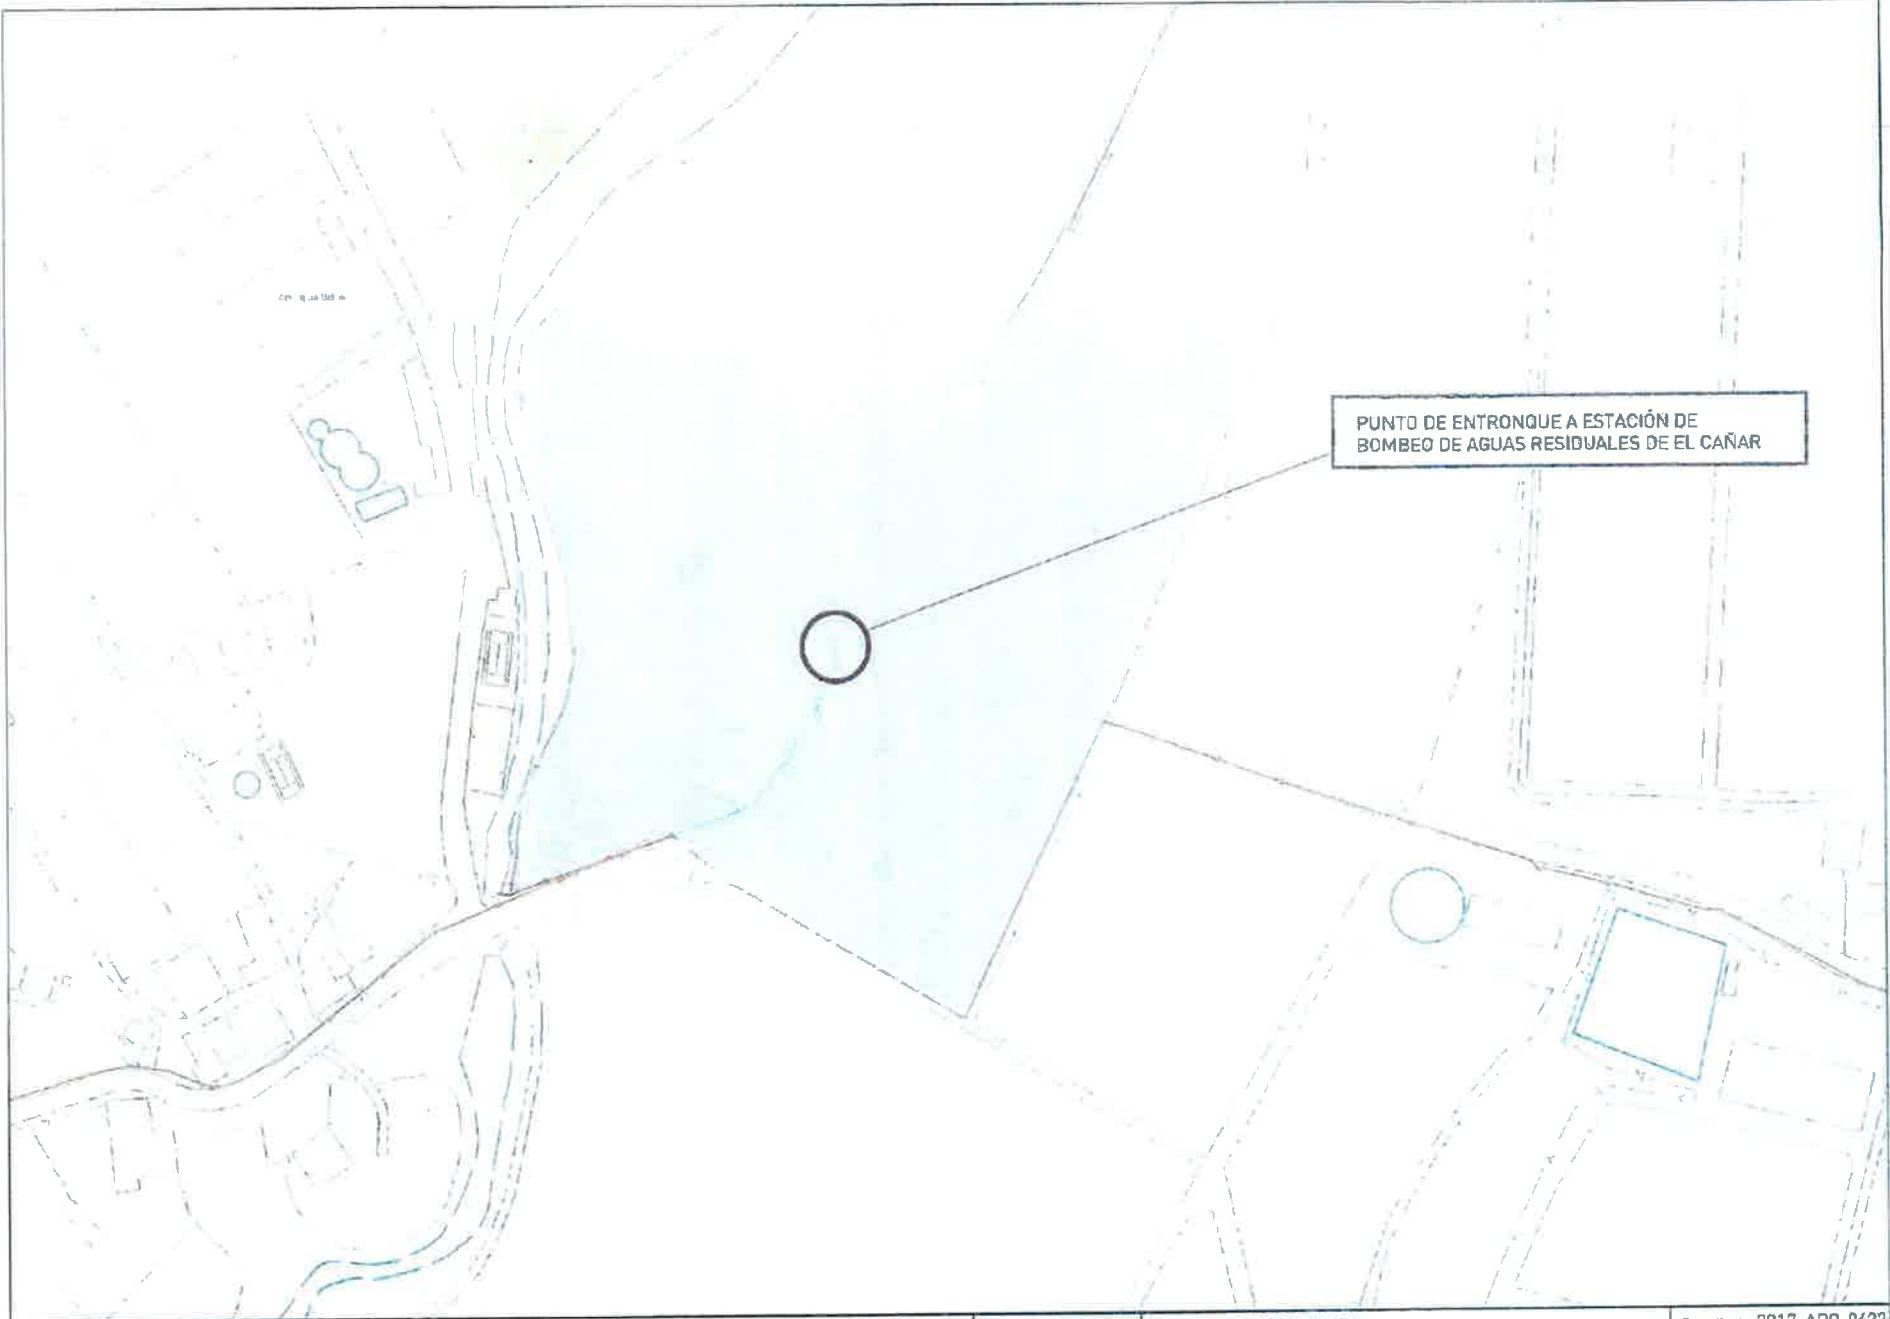 PUNTO DE ENTRONQUE A ESTACIÓN DE
BOMBEO DE AGUAS RESIDUALES DE EL CAÑAR